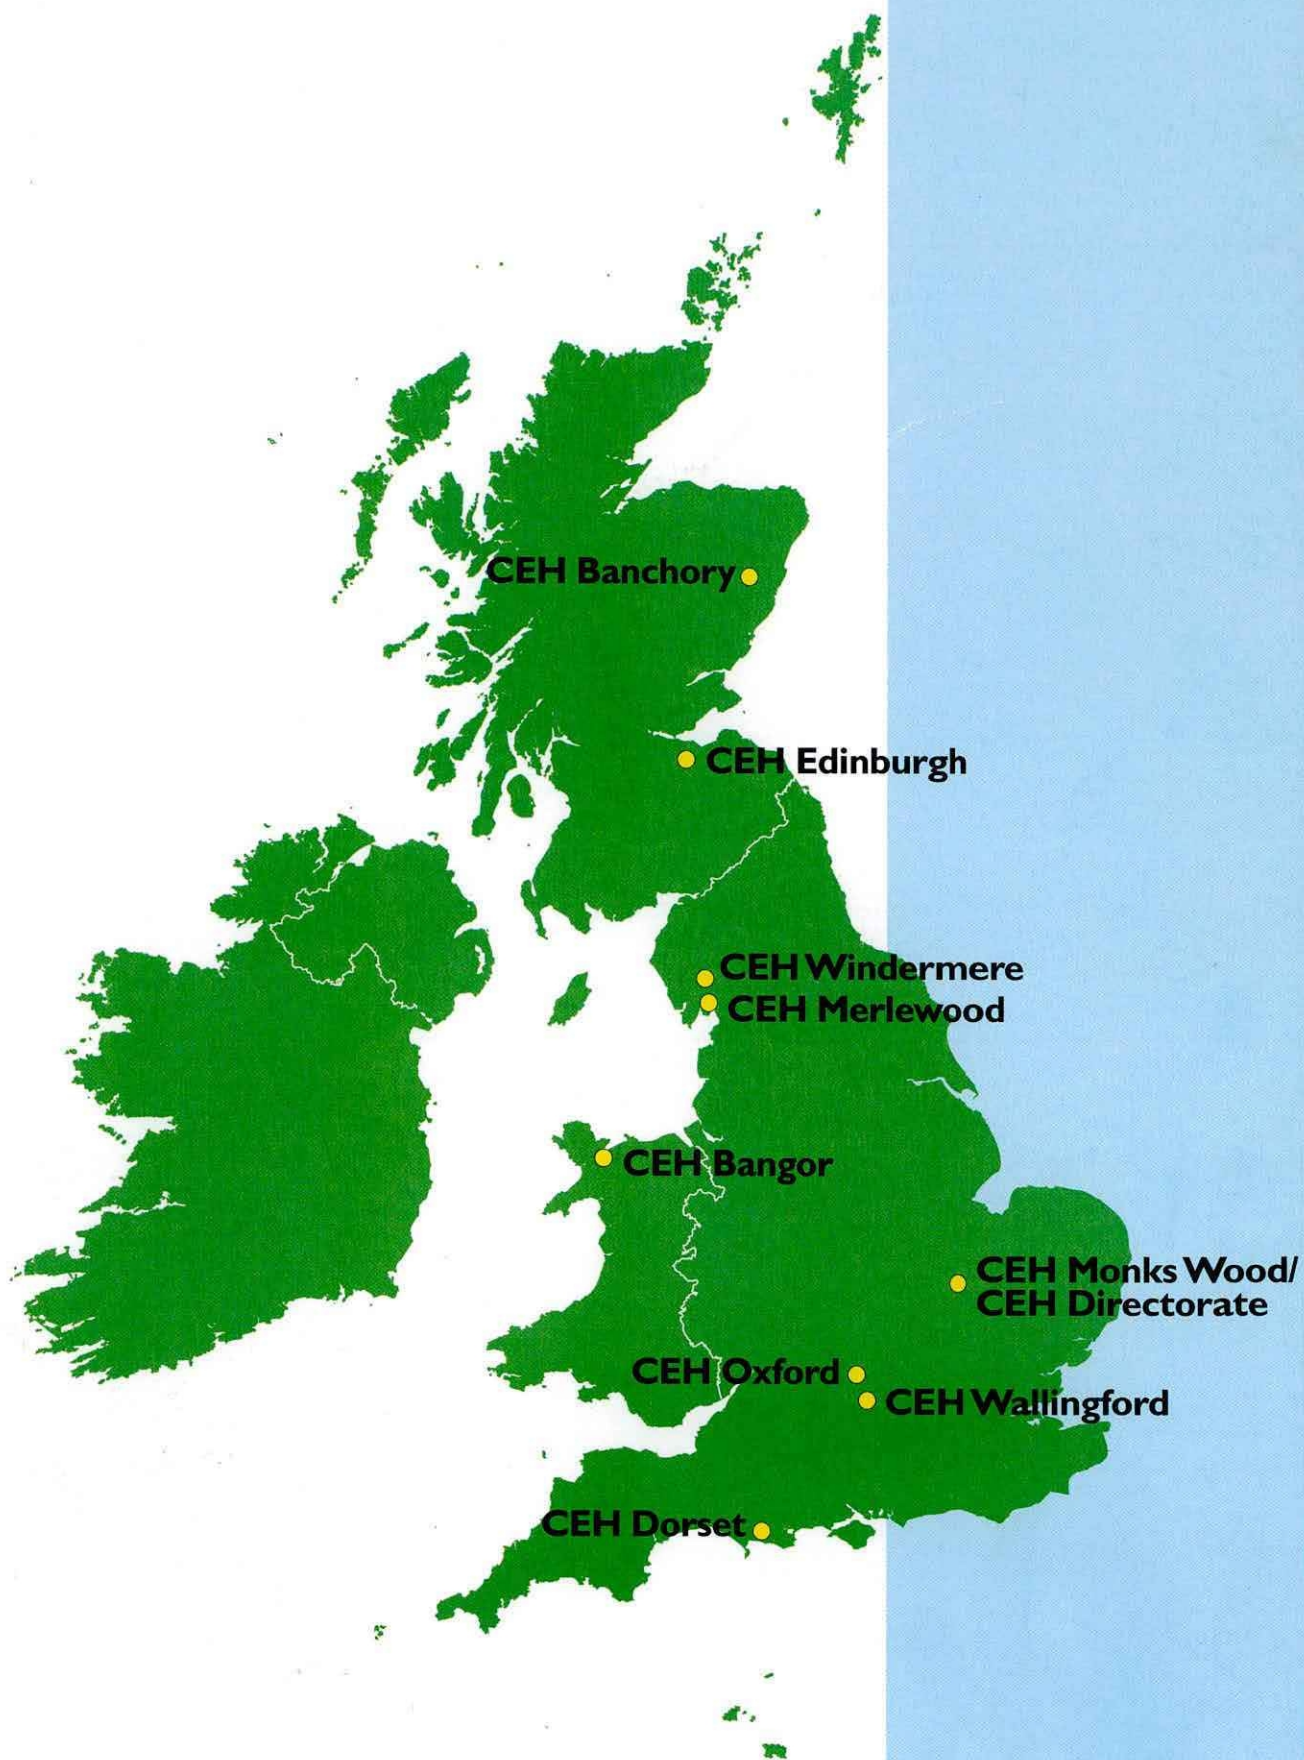 CEH Banchory
CEH Edinburgh
CEH Windermere
CEH Merlewood
CEH Bangor
CEH Monks Wood/
CEH Directorate
CEH Oxford
CEH Wallingford
CEH Dorset